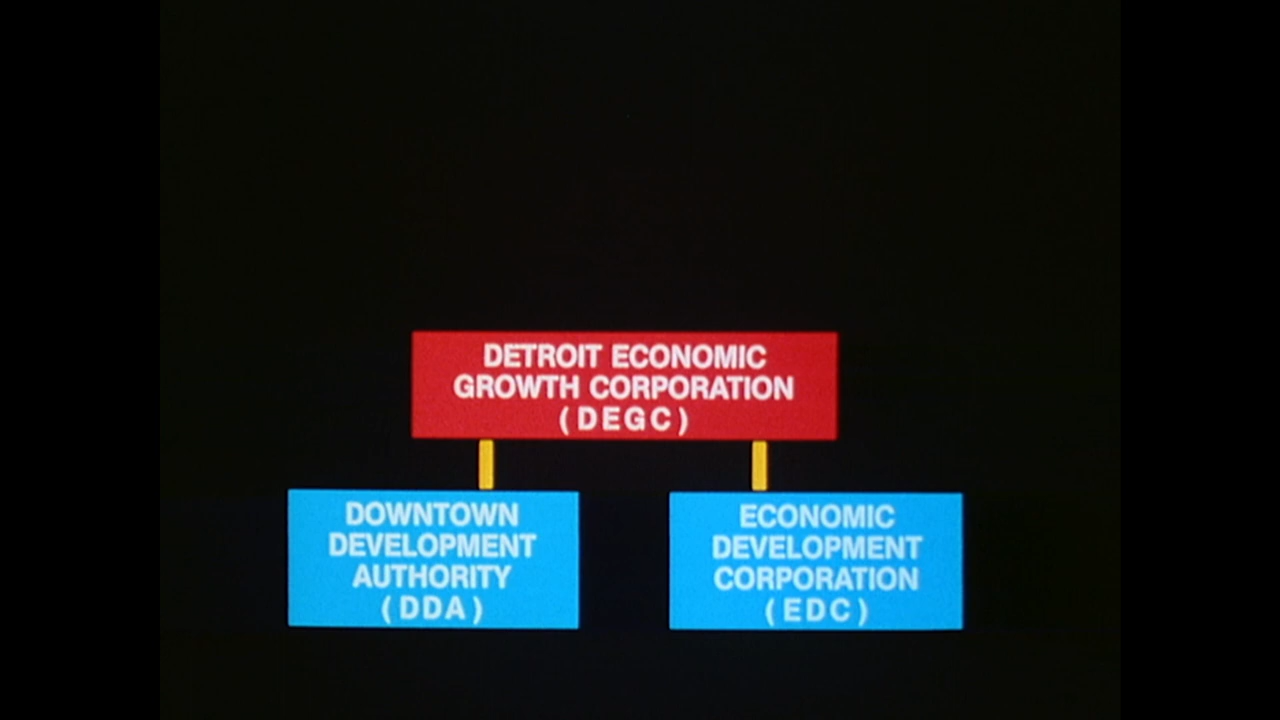 DETROIT ECONOMIC
GROWTH CORPORATION
(DEGC)
DOWNTOWN
DEVELOPMENT
AUTHORITY
(DDA)
ECONOMIC
DEVELOPMENT
CORPORATION
(EDC)